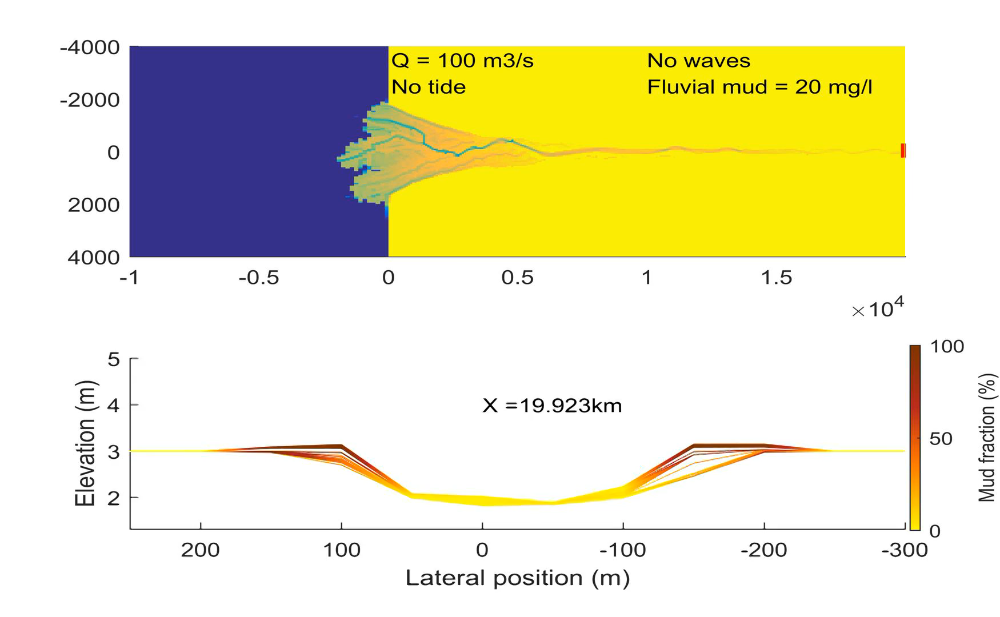 -4000
-2000
0
2000
4000
Q = 100 m3/s
No waves
No tide
Fluvial mud = 20 mg/l
-1 -0.5 0 0.5 1 1.5
×10⁴
5
4
3
2
Elevation (m)
X =19.923km
100
50
0
Mud fraction (%)
200 100 0 -100 -200 -300
Lateral position (m)